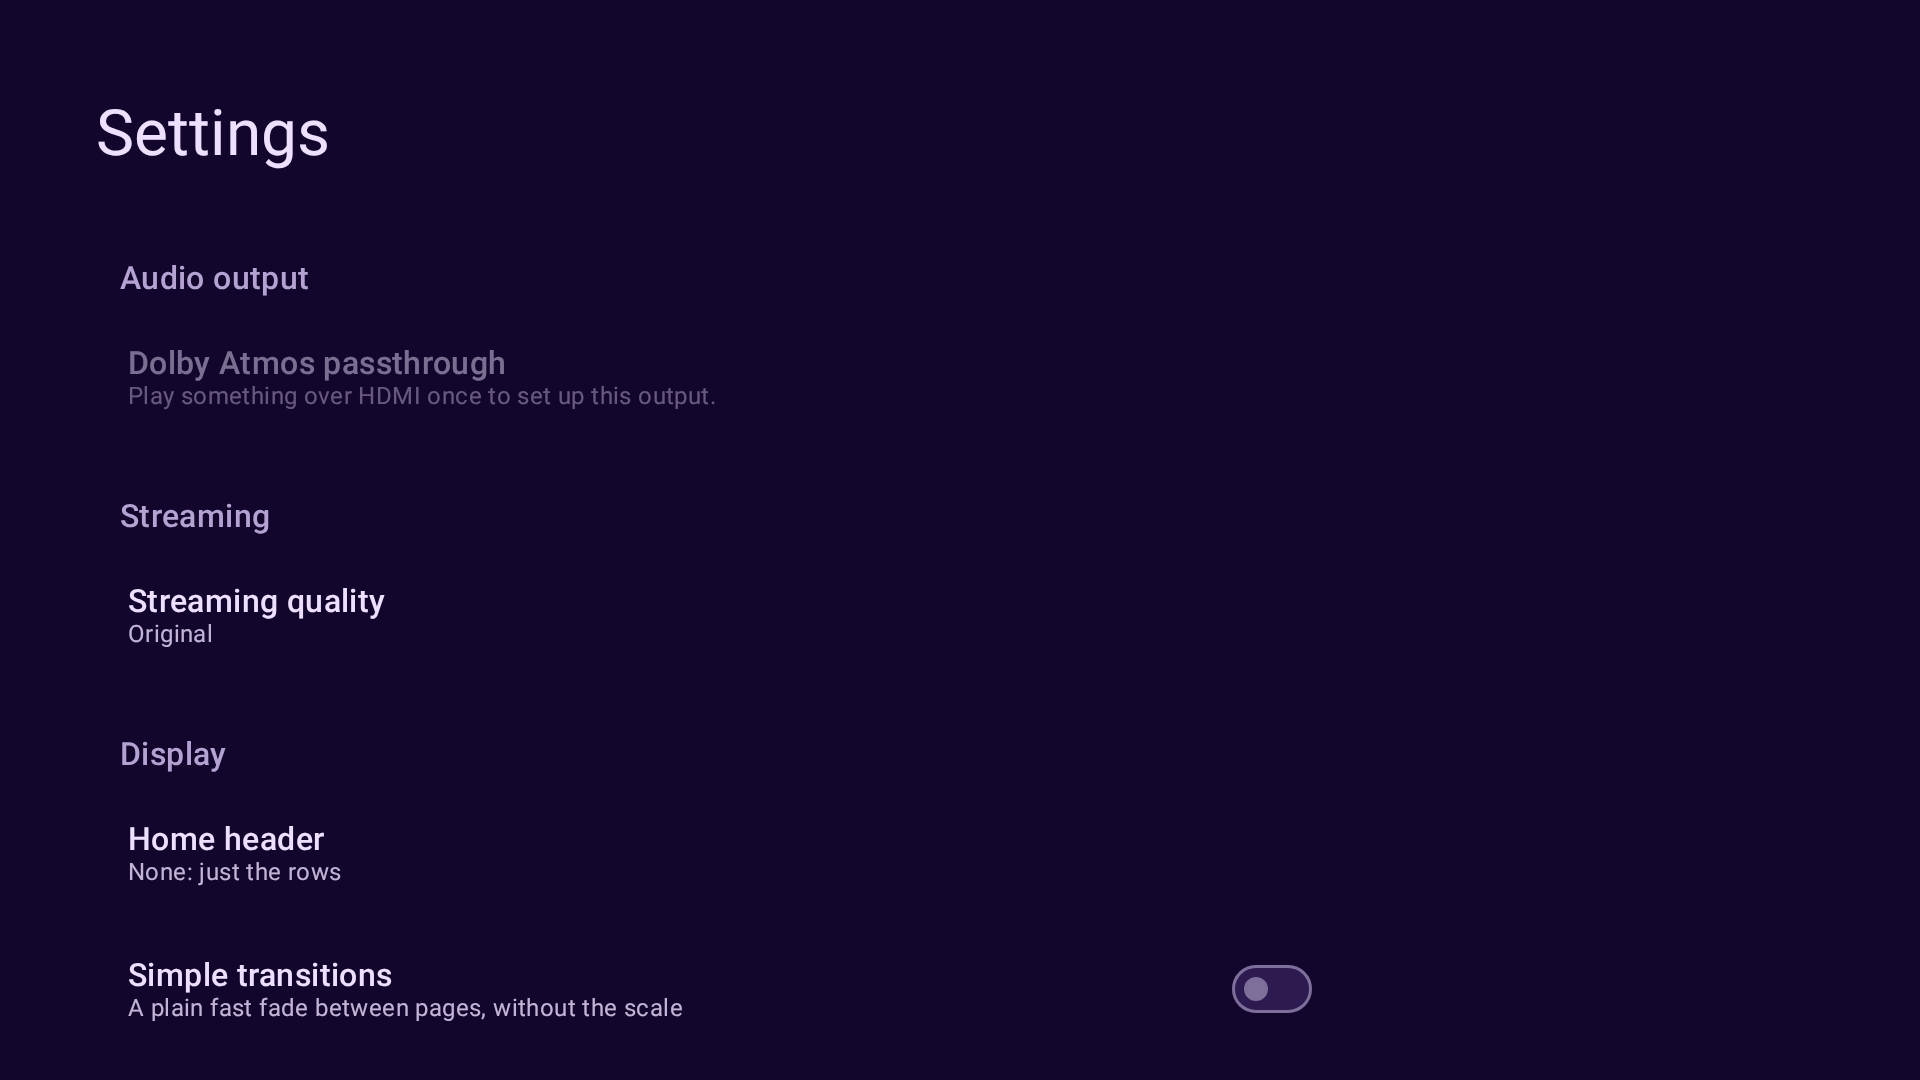 Settings
Audio output
Dolby Atmos passthrough
Play something over HDMI once to set up this output.
Streaming
Streaming quality
Original
Display
Home header
None: just the rows
Simple transitions
A plain fast fade between pages, without the scale